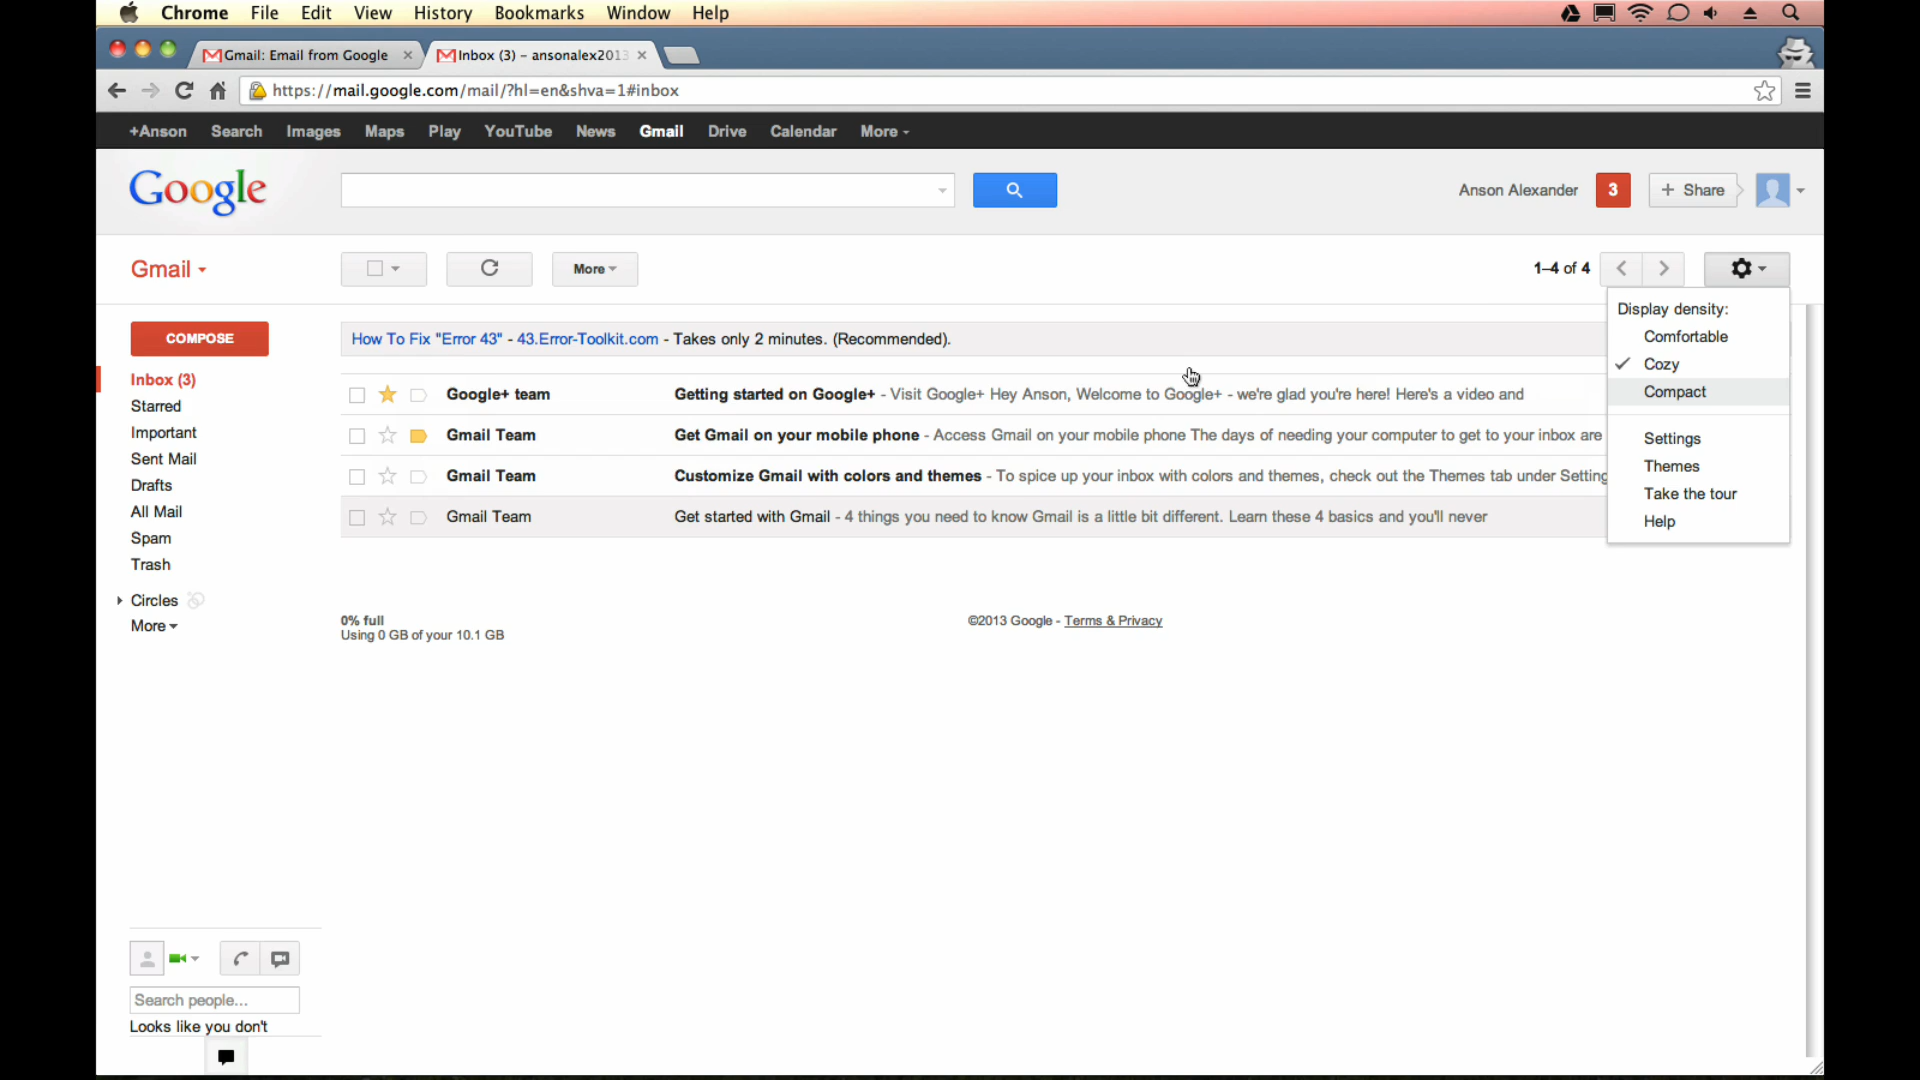 Chrome File Edit View History Bookmarks Window Help
Gmail: Email from Google
Inbox (3) - ansonalex2013
https://mail.google.com/mail/?hl=en&shva=1#inbox
+Anson Search Images Maps Play YouTube News Gmail Drive Calendar More
Google
Anson Alexander 3 + Share
Gmail
More
1–4 of 4
Display density:
Comfortable
Cozy
Compact
Settings
Themes
Take the tour
Help
COMPOSE
Inbox (3)
Starred
Important
Sent Mail
Drafts
All Mail
Spam
Trash
Circles
More
How To Fix "Error 43" - 43.Error-Toolkit.com - Takes only 2 minutes. (Recommended).
Google+ team Getting started on Google+ - Visit Google+ Hey Anson, Welcome to Google+ - we're glad you're here! Here's a video and
Gmail Team Get Gmail on your mobile phone - Access Gmail on your mobile phone The days of needing your computer to get to your inbox are
Gmail Team Customize Gmail with colors and themes - To spice up your inbox with colors and themes, check out the Themes tab under Setting
Gmail Team Get started with Gmail - 4 things you need to know Gmail is a little bit different. Learn these 4 basics and you'll never
0% full
Using 0 GB of your 10.1 GB
©2013 Google - Terms & Privacy
Search people...
Looks like you don't